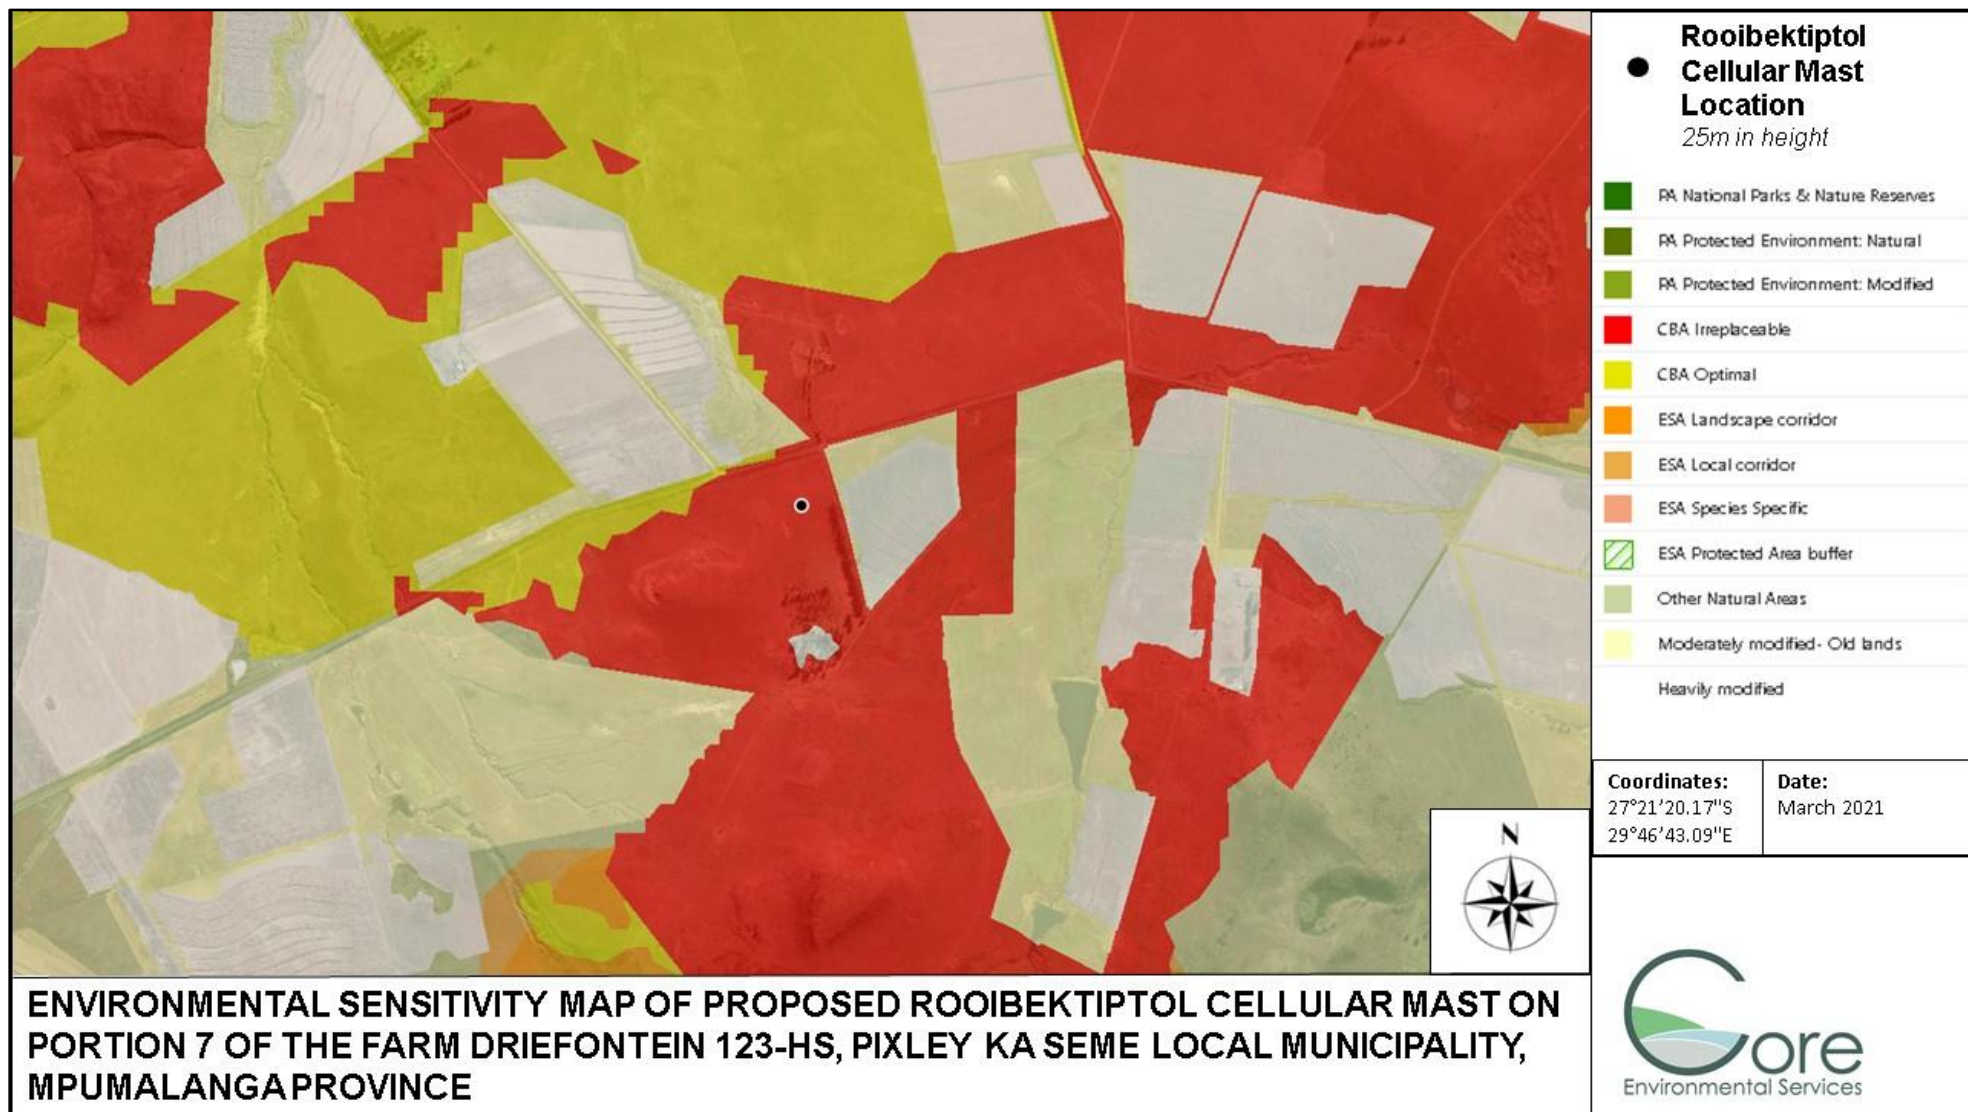 Rooibektiptol
Cellular Mast
Location
25m in height
PA National Parks & Nature Reserves
PA Protected Environment: Natural
PA Protected Environment: Modified
CBA Irreplaceable
CBA Optimal
ESA Landscape corridor
ESA Local corridor
ESA Species Specific
ESA Protected Area buffer
Other Natural Areas
Moderately modified- Old lands
Heavily modified
Coordinates:
27°21'20.17"S
29°46'43.09"E
Date:
March 2021
N
ENVIRONMENTAL SENSITIVITY MAP OF PROPOSED ROOIBEKTIPTOL CELLULAR MAST ON
PORTION 7 OF THE FARM DRIEFONTEIN 123-HS, PIXLEY KA SEME LOCAL MUNICIPALITY,
MPUMALANGA PROVINCE
Core
Environmental Services